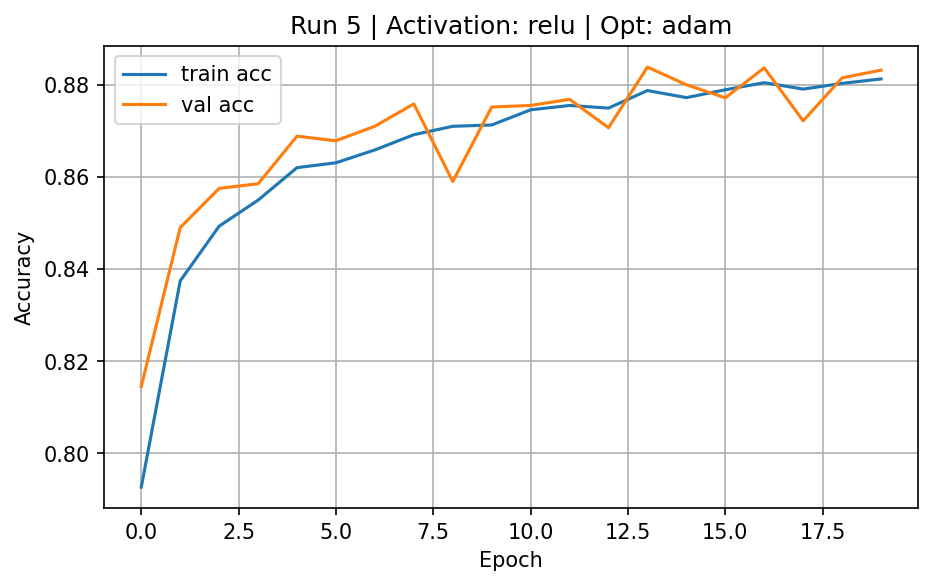 Run 5 | Activation: relu | Opt: adam
train acc
val acc
Accuracy
0.88
0.86
0.84
0.82
0.80
0.0 2.5 5.0 7.5 10.0 12.5 15.0 17.5
Epoch